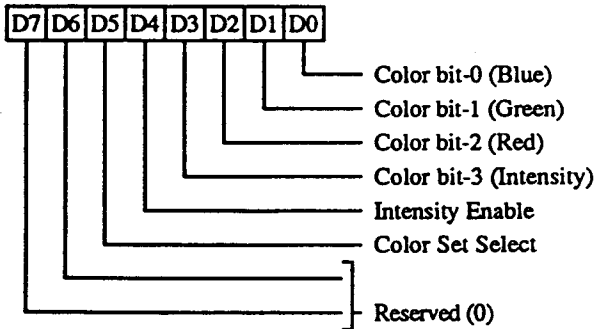 D7 D6 D5 D4 D3 D2 D1 D0
Color bit-0 (Blue)
Color bit-1 (Green)
Color bit-2 (Red)
Color bit-3 (Intensity)
Intensity Enable
Color Set Select
Reserved (0)